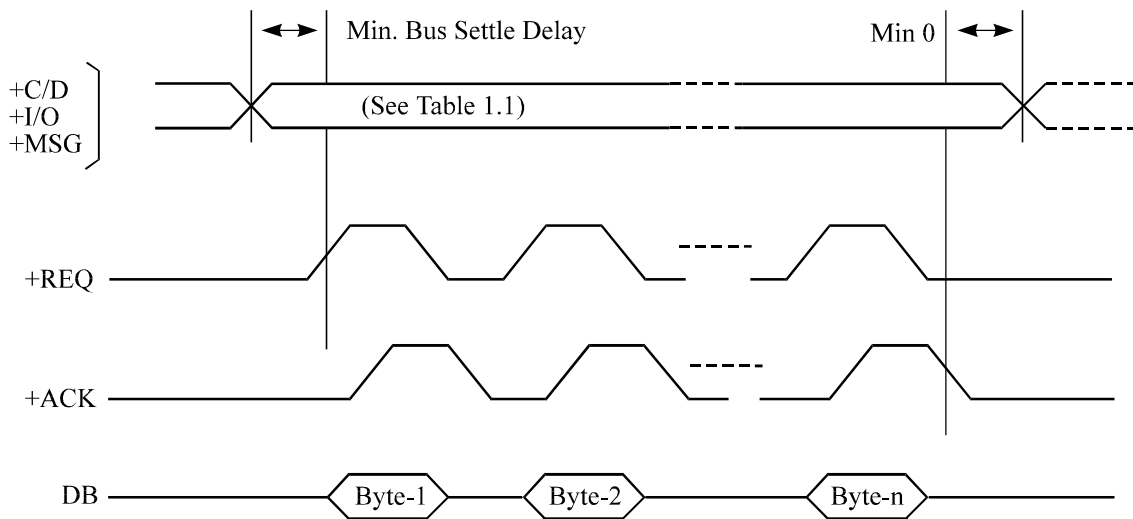 Min. Bus Settle Delay
Min 0
+C/D
+I/O
+MSG
(See Table 1.1)
+REQ
+ACK
DB
Byte-1
Byte-2
Byte-n